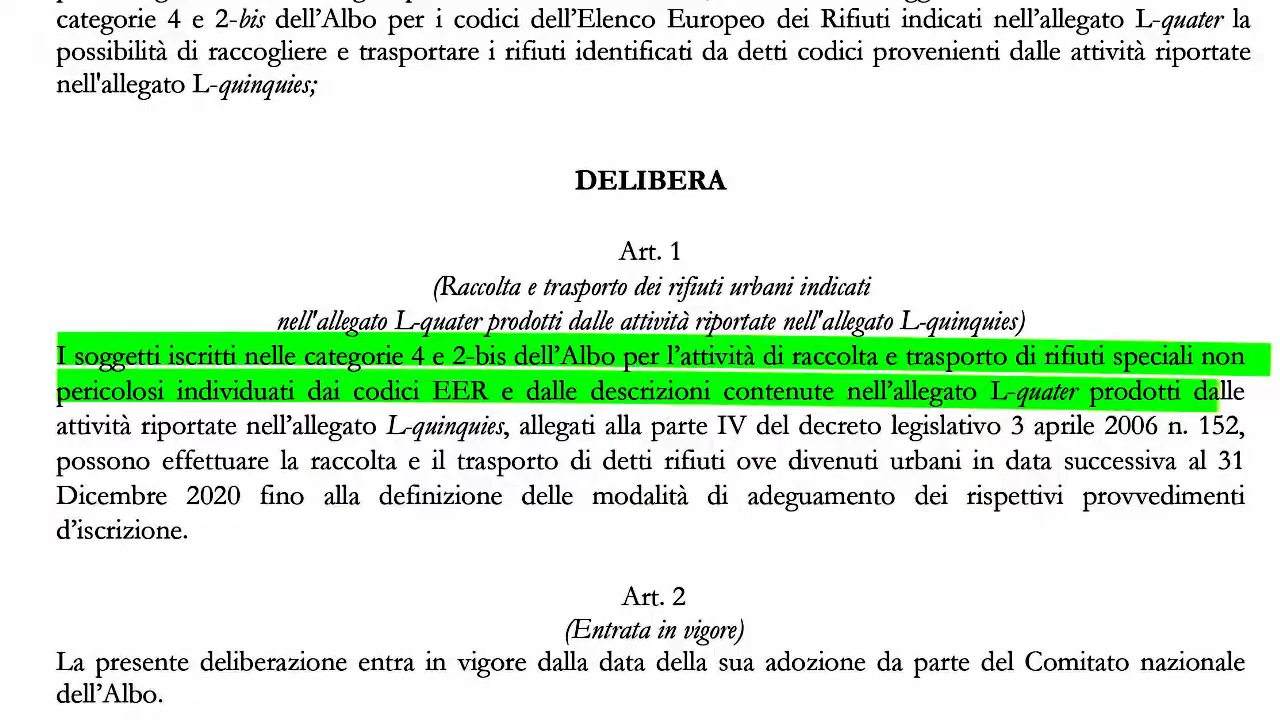 categorie 4 e 2-bis dell'Albo per i codici dell'Elenco Europeo dei Rifiuti indicati nell'allegato L-quater la
possibilità di raccogliere e trasportare i rifiuti identificati da detti codici provenienti dalle attività riportate
nell'allegato L-quinquies;
DELIBERA
Art. 1
(Raccolta e trasporto dei rifiuti urbani indicati
nell'allegato L-quater prodotti dalle attività riportate nell'allegato L-quinquies)
I soggetti iscritti nelle categorie 4 e 2-bis dell'Albo per l'attività di raccolta e trasporto di rifiuti speciali non
pericolosi individuati dai codici EER e dalle descrizioni contenute nell'allegato L-quater prodotti dalle
attività riportate nell'allegato L-quinquies, allegati alla parte IV del decreto legislativo 3 aprile 2006 n. 152,
possono effettuare la raccolta e il trasporto di detti rifiuti ove divenuti urbani in data successiva al 31
Dicembre 2020 fino alla definizione delle modalità di adeguamento dei rispettivi provvedimenti
d'iscrizione.
Art. 2
(Entrata in vigore)
La presente deliberazione entra in vigore dalla data della sua adozione da parte del Comitato nazionale
dell'Albo.